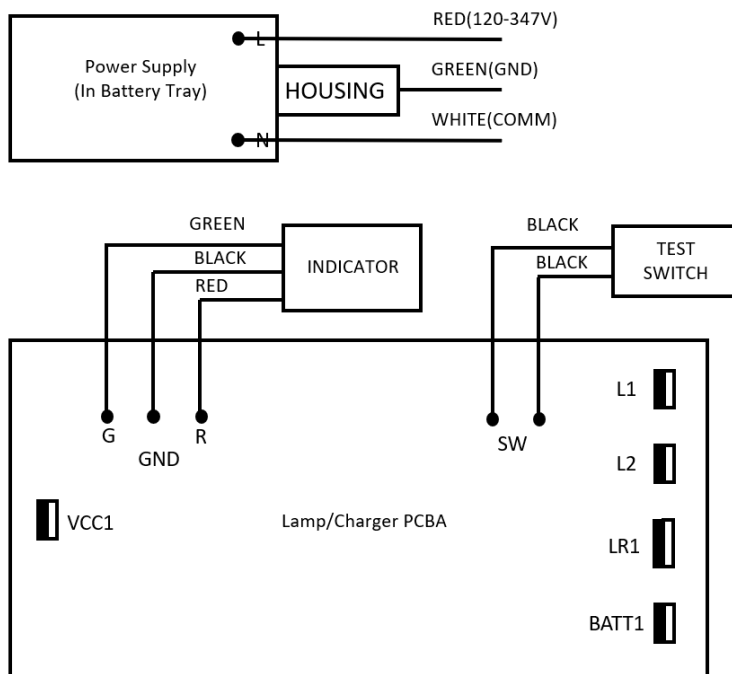 RED(120-347V)
L
Power Supply
(In Battery Tray)
GREEN(GND)
HOUSING
WHITE(COMM)
N
GREEN
BLACK
RED
INDICATOR
BLACK
BLACK
TEST
SWITCH
G
GND
R
SW
L1
L2
VCC1
Lamp/Charger PCBA
LR1
BATT1